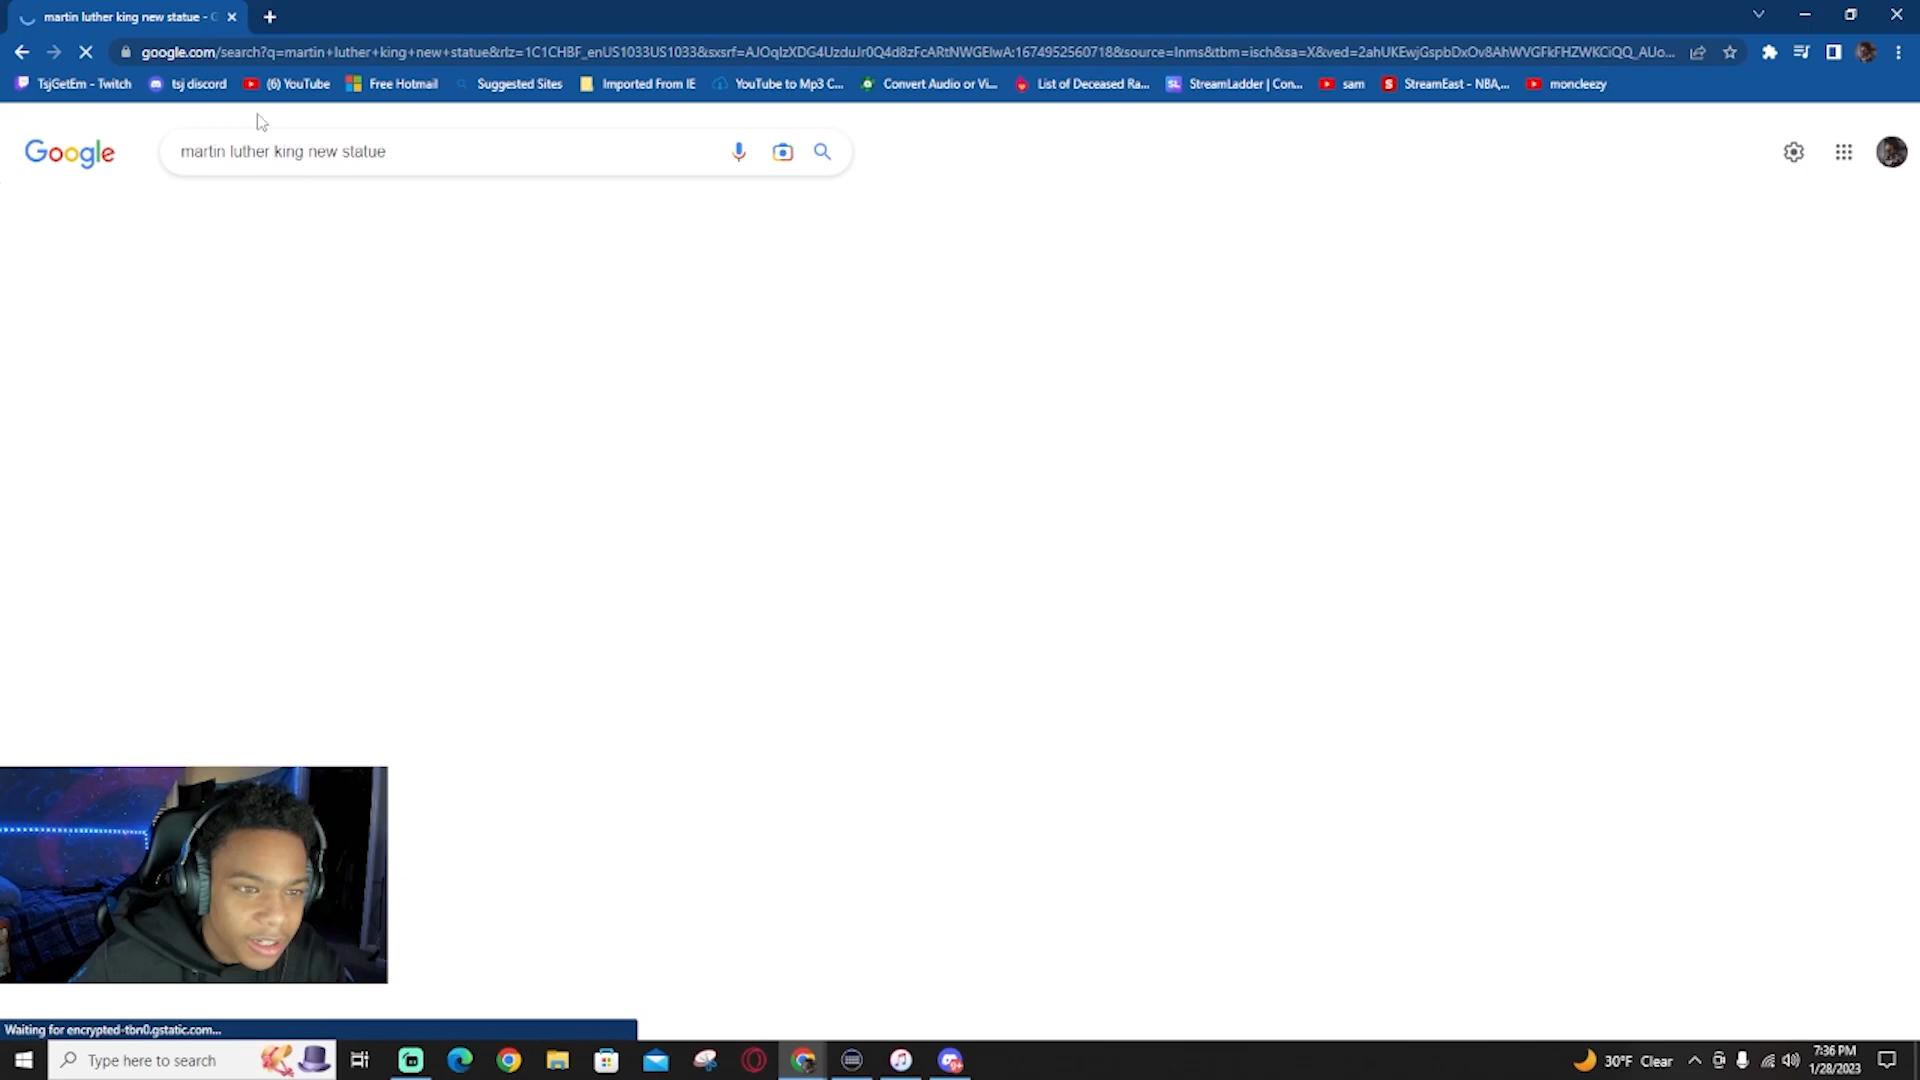 martin luther king new statue - G
google.com/search?q=martin+luther+king+new+statue&rlz=1C1CHBF_enUS1033US1033&sxsrf=AJOqlzXDG4UzduJr0Q4d8zFcARtNWGElwA:1674952560718&source=lnms&tbm=isch&sa=X&ved=2ahUKEwjGspbDxOv8AhWVGFkFHZWKCiQQ_AUo...
TsjGetEm - Twitch
tsj discord
(6) YouTube
Free Hotmail
Suggested Sites
Imported From IE
YouTube to Mp3 C...
Convert Audio or Vi...
List of Deceased Ra...
SL StreamLadder | Con...
sam
S StreamEast - NBA,...
moncleezy
Google
martin luther king new statue
Waiting for encrypted-tbn0.gstatic.com...
Type here to search
30°F Clear
7:36 PM
1/28/2023